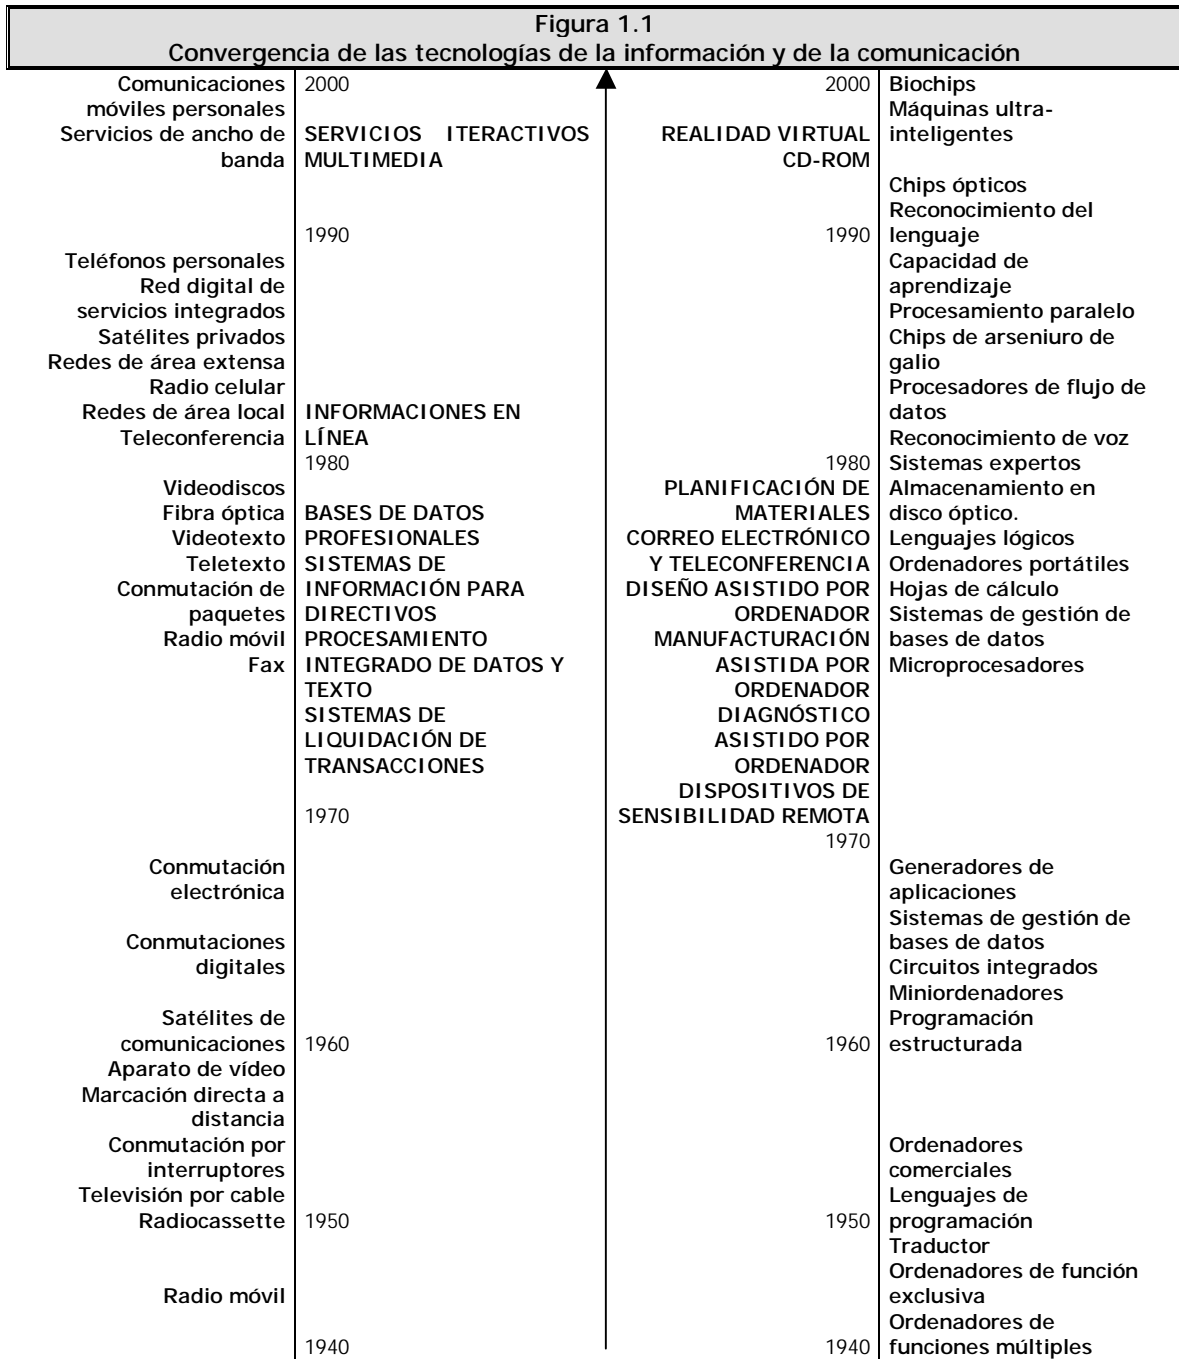 Figura 1.1
Convergencia de las tecnologías de la información y de la comunicación
Comunicaciones 2000 2000 Biochips
móviles personales Máquinas ultra-
Servicios de ancho de SERVICIOS ITERACTIVOS REALIDAD VIRTUAL inteligentes
banda MULTIMEDIA CD-ROM
Chips ópticos
Reconocimiento del
1990 1990 lenguaje
Teléfonos personales Capacidad de
Red digital de aprendizaje
servicios integrados Procesamiento paralelo
Satélites privados Chips de arseniuro de
Redes de área extensa galio
Radio celular Procesadores de flujo de
Redes de área local INFORMACIONES EN datos
Teleconferencia LÍNEA Reconocimiento de voz
1980 1980 Sistemas expertos
Videodiscos PLANIFICACIÓN DE Almacenamiento en
Fibra óptica BASES DE DATOS MATERIALES disco óptico.
Videotexto PROFESIONALES CORREO ELECTRÓNICO Lenguajes lógicos
Teletexto SISTEMAS DE Y TELECONFERENCIA Ordenadores portátiles
Conmutación de INFORMACIÓN PARA DISEÑO ASISTIDO POR Hojas de cálculo
paquetes DIRECTIVOS ORDENADOR Sistemas de gestión de
Radio móvil PROCESAMIENTO MANUFACTURACIÓN bases de datos
Fax INTEGRADO DE DATOS Y ASISTIDA POR Microprocesadores
TEXTO ORDENADOR
SISTEMAS DE DIAGNÓSTICO
LIQUIDACIÓN DE ASISTIDO POR
TRANSACCIONES ORDENADOR
DISPOSITIVOS DE
1970 SENSIBILIDAD REMOTA
1970
Conmutación Generadores de
electrónica aplicaciones
Sistemas de gestión de
Conmutaciones bases de datos
digitales Circuitos integrados
Miniordenadores
Satélites de Programación
comunicaciones 1960 1960 estructurada
Aparato de vídeo
Marcación directa a
distancia
Conmutación por Ordenadores
interruptores comerciales
Televisión por cable Lenguajes de
Radiocassette 1950 1950 programación
Traductor
Ordenadores de función
Radio móvil exclusiva
Ordenadores de
1940 1940 funciones múltiples